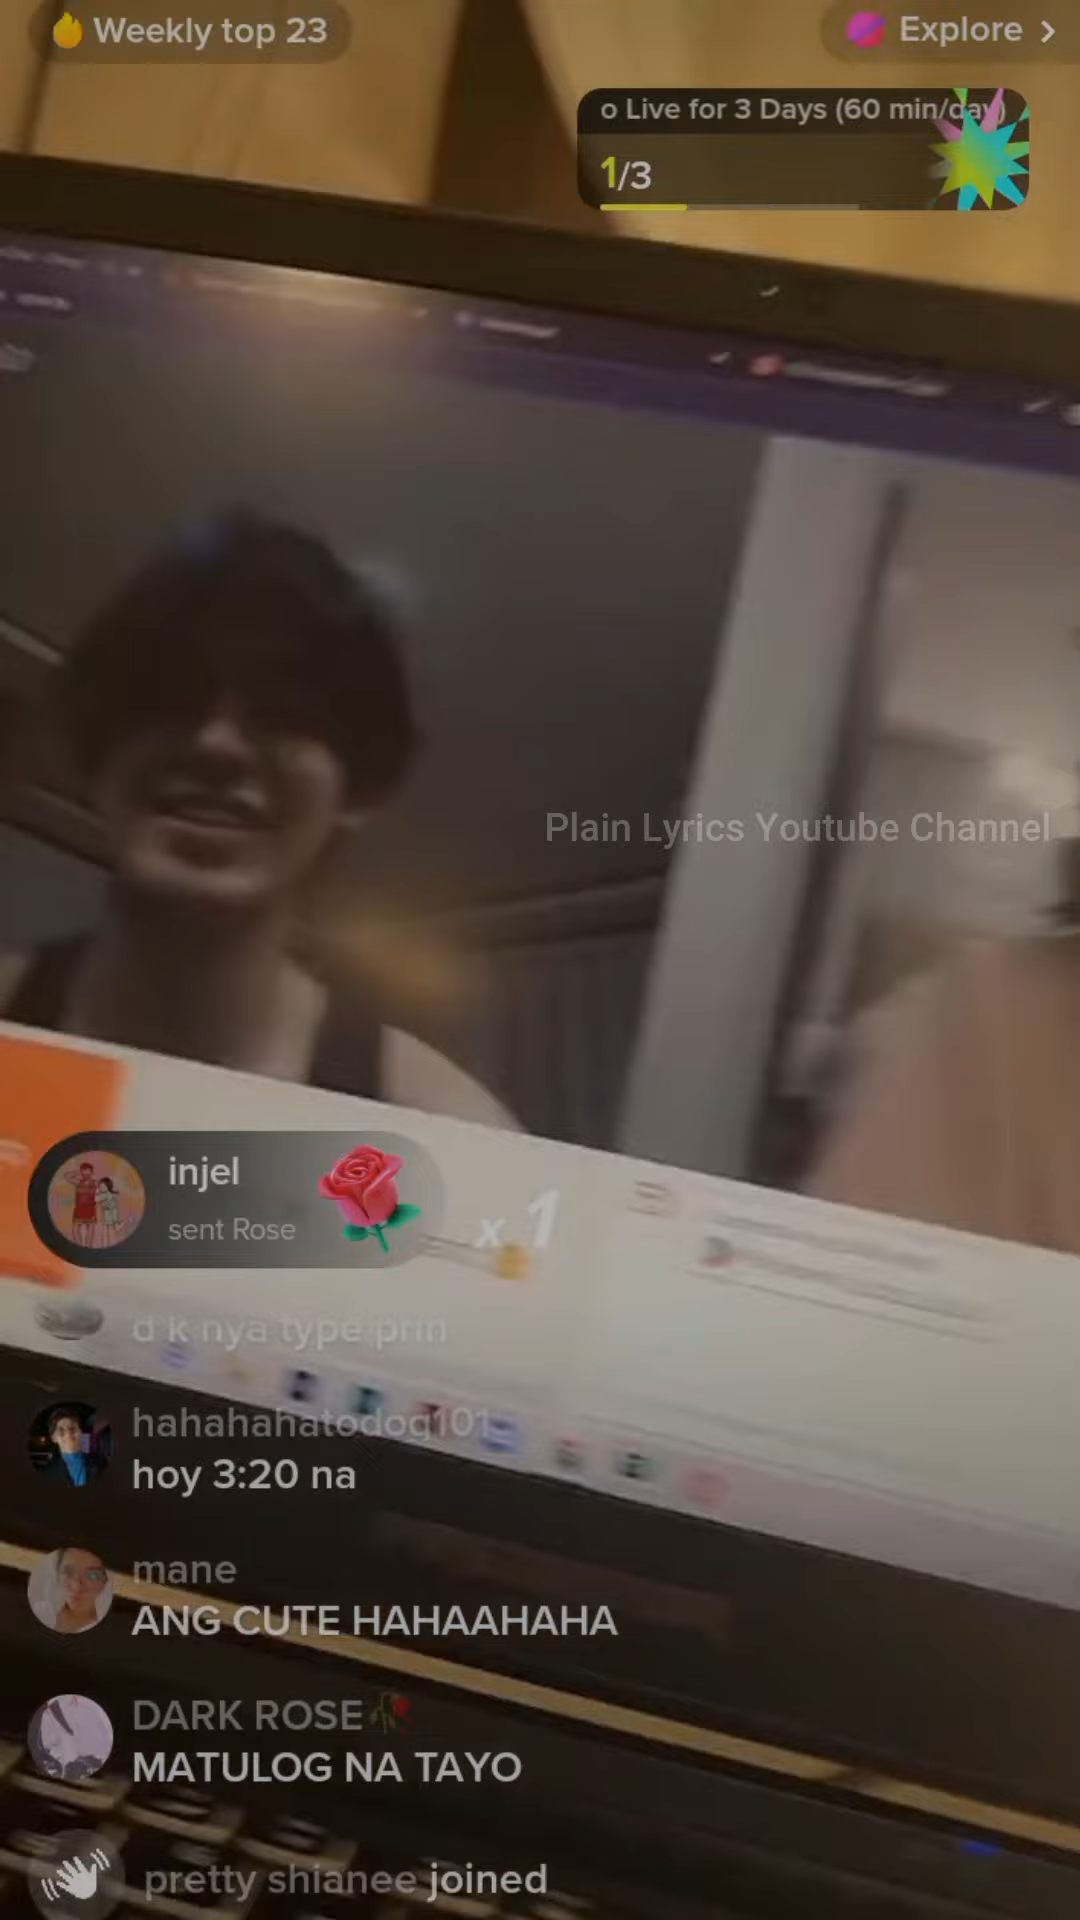 Weekly top 23
Explore >
o Live for 3 Days (60 min/day)
1/3
Plain Lyrics Youtube Channel
injel
sent Rose
x 1
d k nya type prin
hahahahatodog101
hoy 3:20 na
mane
ANG CUTE HAHAAHAHA
DARK ROSE🥀
MATULOG NA TAYO
pretty shianee joined